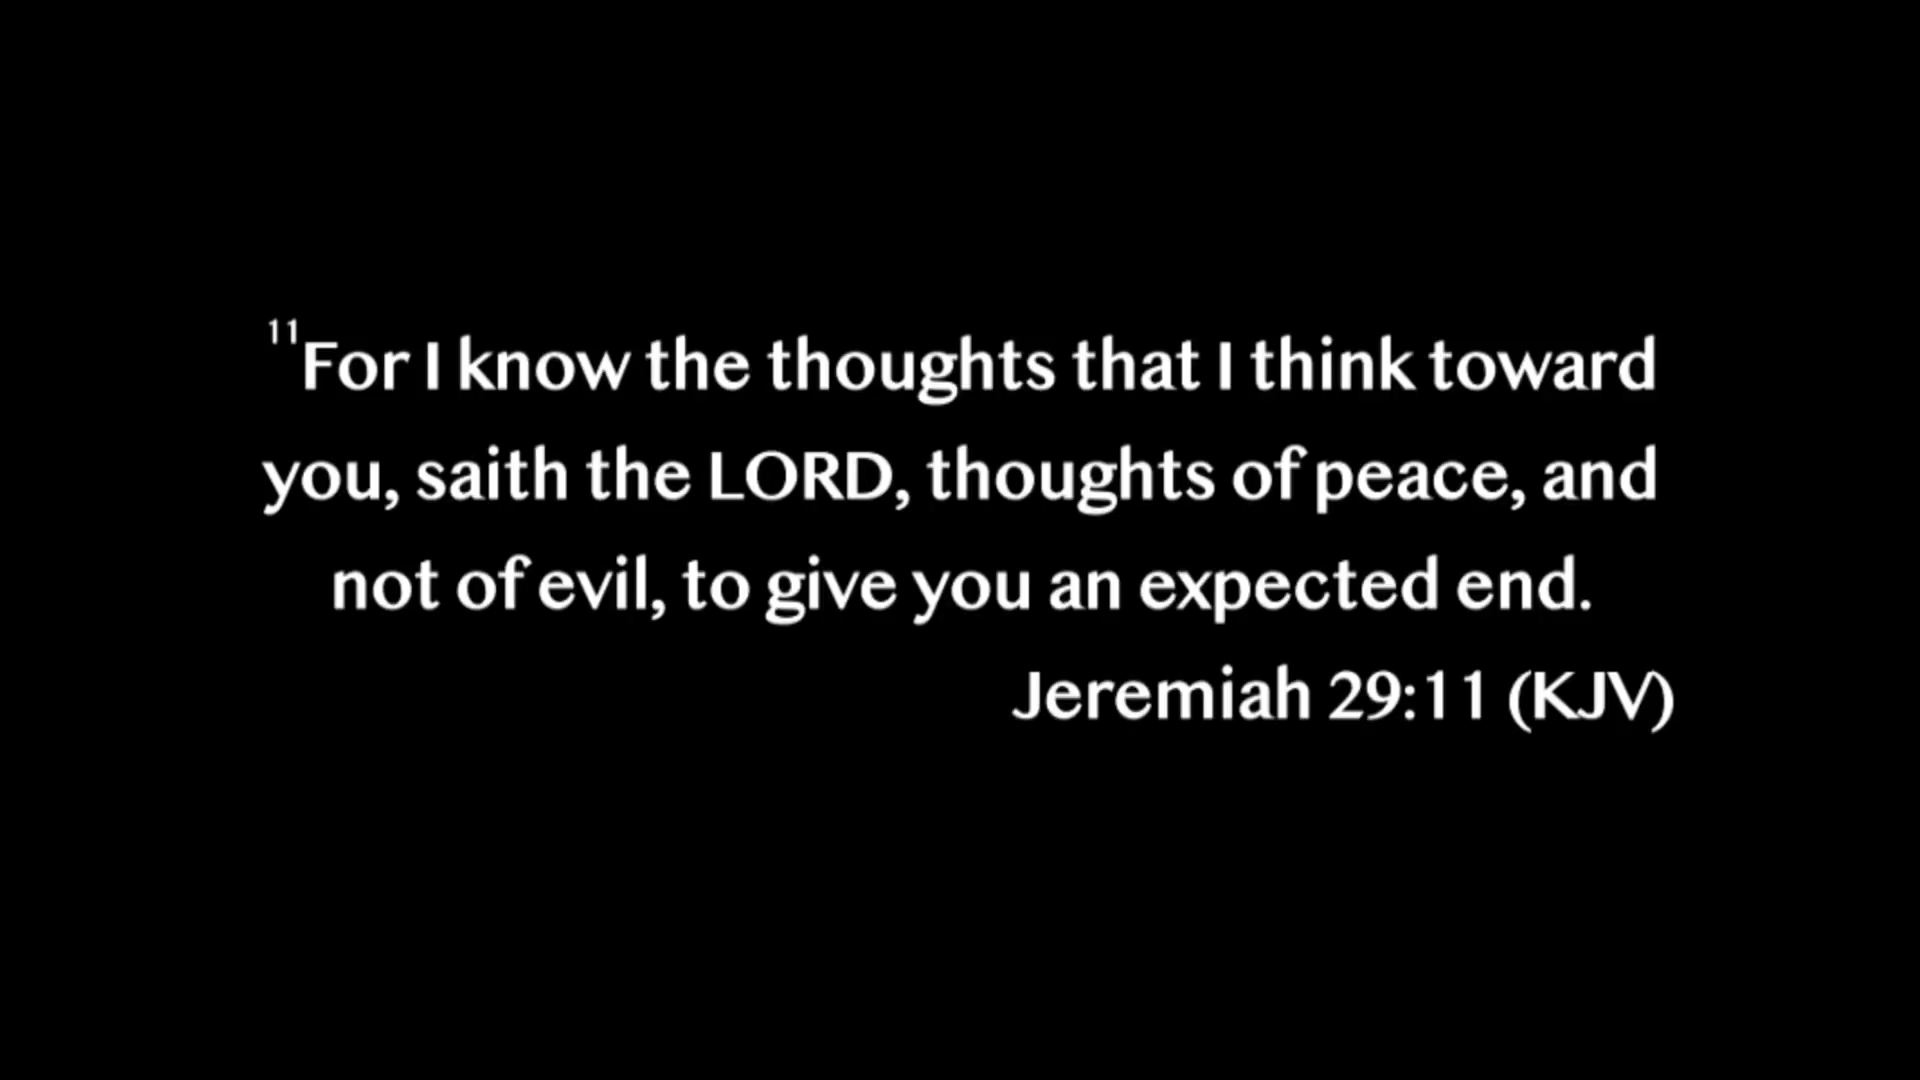 11For I know the thoughts that I think toward
you, saith the LORD, thoughts of peace, and
not of evil, to give you an expected end.
Jeremiah 29:11 (KJV)